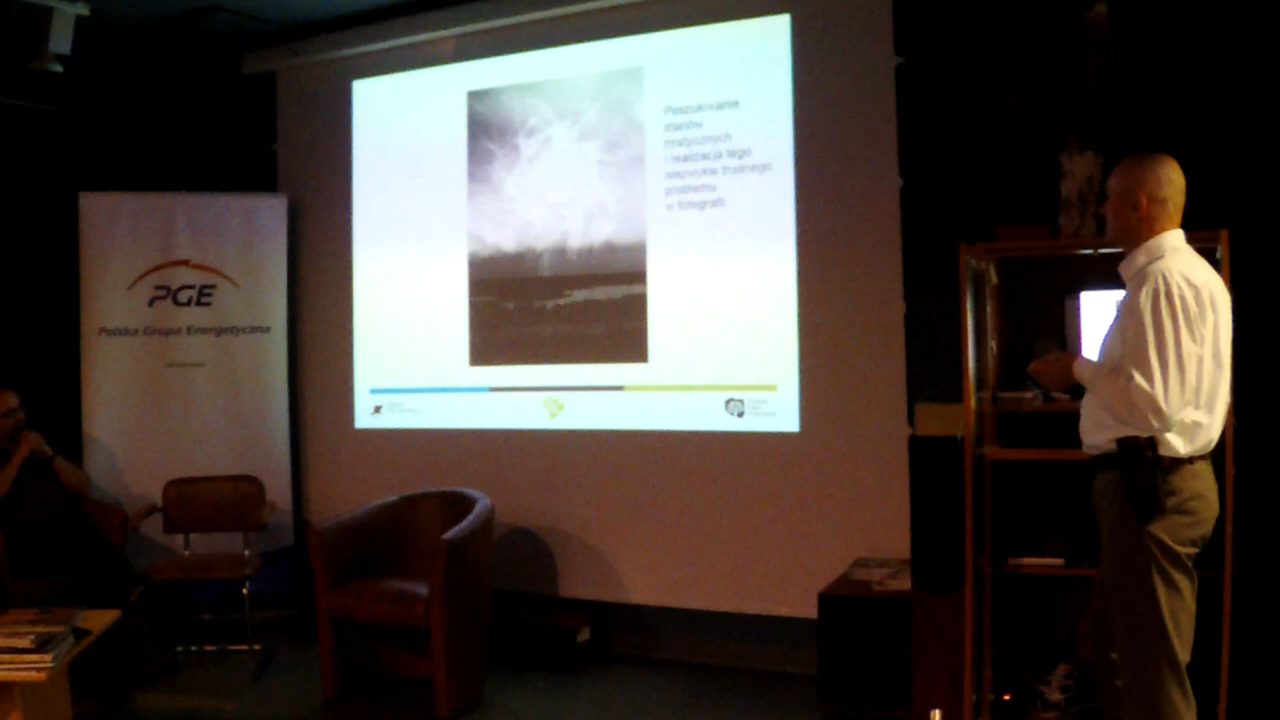 PGE
Polska Grupa Energetyczna
Poszukiwanie
stanów
mistycznych
i realizacja tego
niezwykle trudnego
problemu
w fotografii